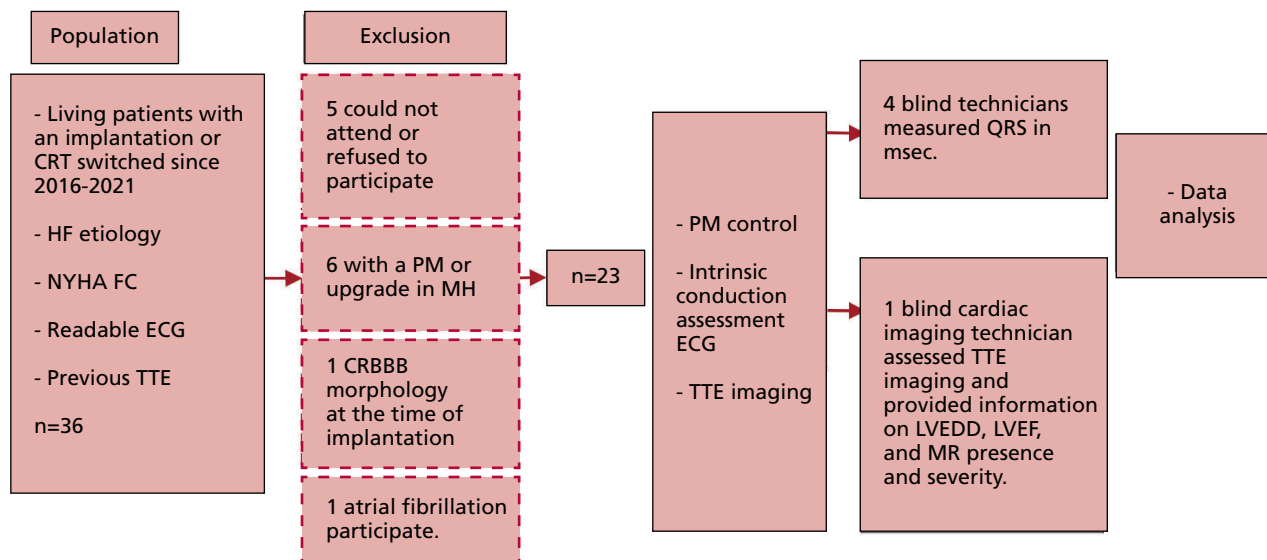 Population
- Living patients with
an implantation or
CRT switched since
2016-2021
- HF etiology
- NYHA FC
- Readable ECG
- Previous TTE
n=36
Exclusion
5 could not
attend or
refused to
participate
6 with a PM or
upgrade in MH
1 CRBBB
morphology
at the time of
implantation
1 atrial fibrillation
participate.
n=23
- PM control
- Intrinsic
conduction
assessment
ECG
- TTE imaging
4 blind technicians
measured QRS in
msec.
1 blind cardiac
imaging technician
assessed TTE
imaging and
provided information
on LVEDD, LVEF,
and MR presence
and severity.
- Data
analysis